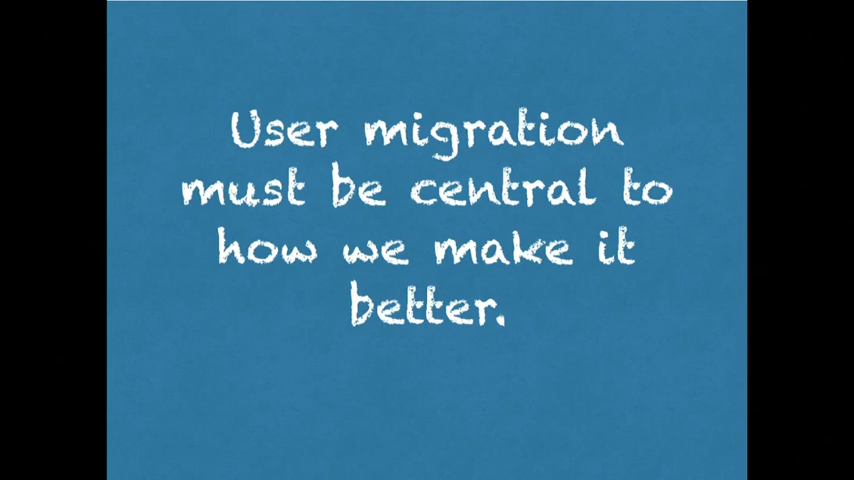 User migration
must be central to
how we make it
better.